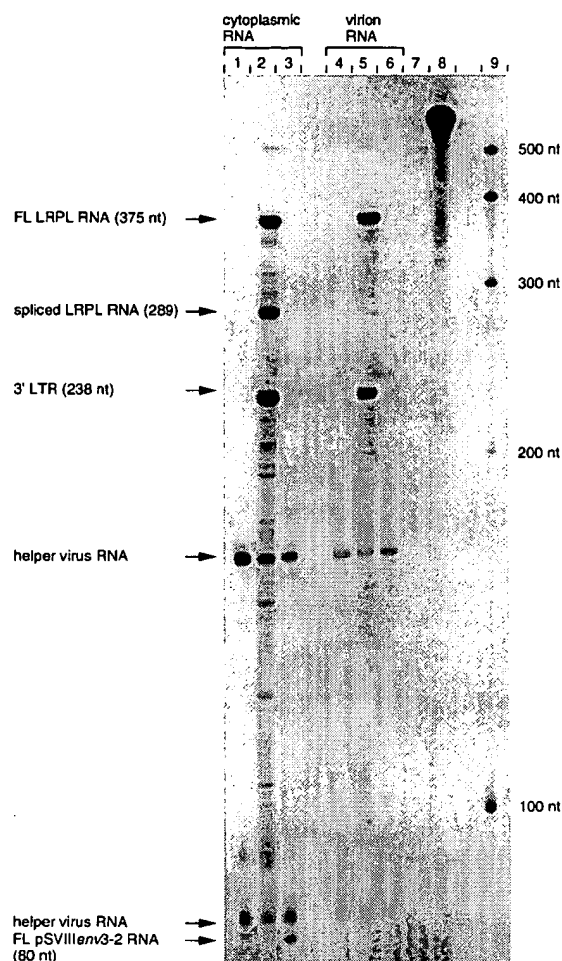 cytoplasmic virion
RNA RNA
1 2 3 4 5 6 7 8 9
500 nt
400 nt
FL LRPL RNA (375 nt)
300 nt
spliced LRPL RNA (289)
3' LTR (238 nt)
200 nt
helper virus RNA
100 nt
helper virus RNA
FL pSVIIIenv3-2 RNA
(80 nt)